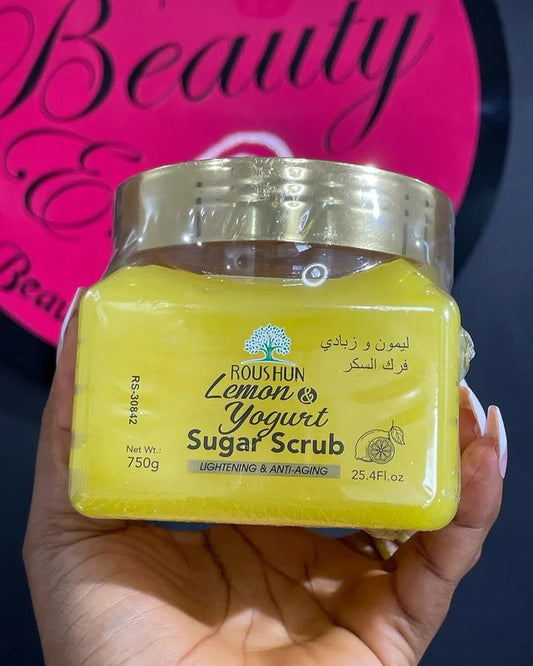 Beauty
Beau
ROUSHUN
Lemon &
Yogurt
Sugar Scrub
LIGHTENING & ANTI-AGING
ليمون و زبادي
فرك السكر
RS-30842
Net Wt.:
750g
25.4Fl.oz